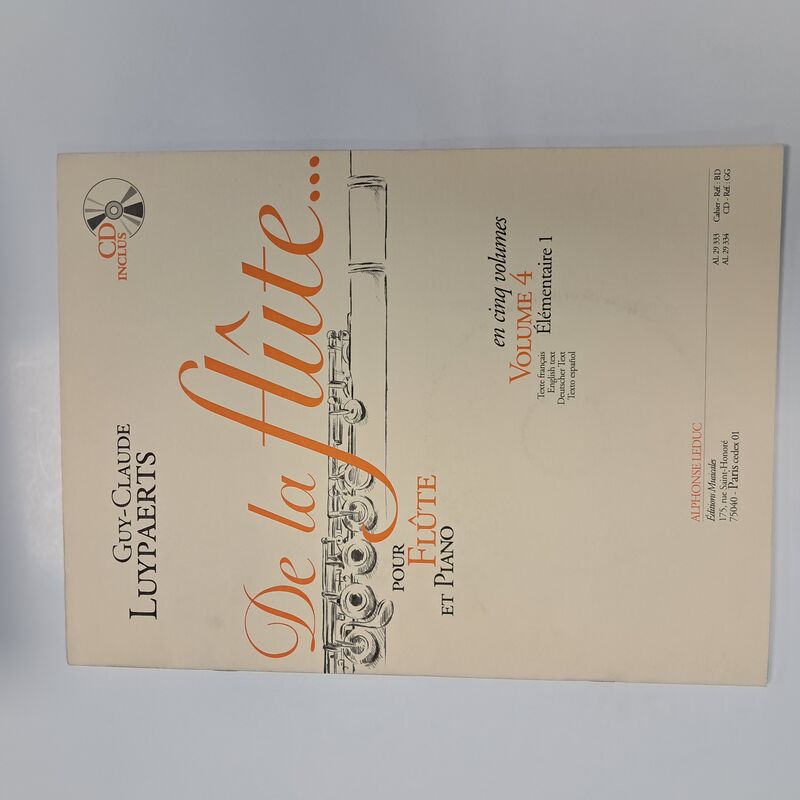 GUY-CLAUDE
LUYPAERTS
CD
INCLUS
De la flûte...
POUR
FLÛTE
ET PIANO
en cinq volumes
VOLUME 4
Élémentaire 1
Texte français
English text
Deutscher Text
Texto español
ALPHONSE LEDUC
Éditions Musicales
175, rue Saint-Honoré
75040 - Paris cedex 01
AL 29 333 Cahier - Réf. : BD
AL 29 334 CD - Réf. : GG